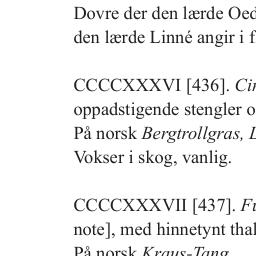 Dovre der den lærde Oed
den lærde Linné angir i f
CCCCXXXVI [436]. Cir
oppadstigende stengler o
På norsk Bergtrollgras, L
Vokser i skog, vanlig.
CCCCXXXVII [437]. Fu
note], med hinnetynt thal
På norsk Kraus-Tang